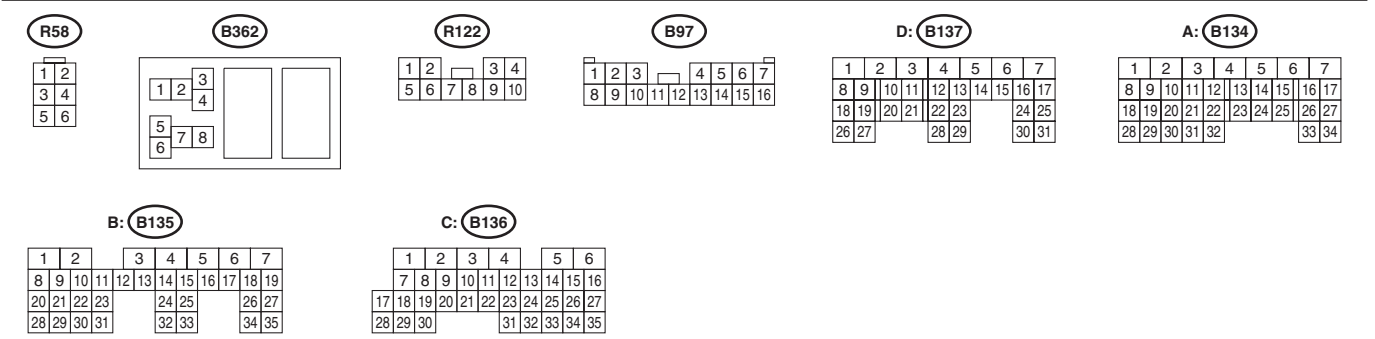 R58 B362 R122 B97 D: B137 A: B134
1 2
3 4
5 6
1 2 3
4
5
6 7 8
1 2 3 4
5 6 7 8 9 10
1 2 3 4 5 6 7
8 9 10 11 12 13 14 15 16
1 2 3 4 5 6 7
8 9 10 11 12 13 14 15 16 17
18 19 20 21 22 23 24 25
26 27 28 29 30 31
1 2 3 4 5 6 7
8 9 10 11 12 13 14 15 16 17
18 19 20 21 22 23 24 25 26 27
28 29 30 31 32 33 34
B: B135 C: B136
1 2 3 4 5 6 7
8 9 10 11 12 13 14 15 16 17 18 19
20 21 22 23 24 25 26 27
28 29 30 31 32 33 34 35
1 2 3 4 5 6
7 8 9 10 11 12 13 14 15 16
17 18 19 20 21 22 23 24 25 26 27
28 29 30 31 32 33 34 35